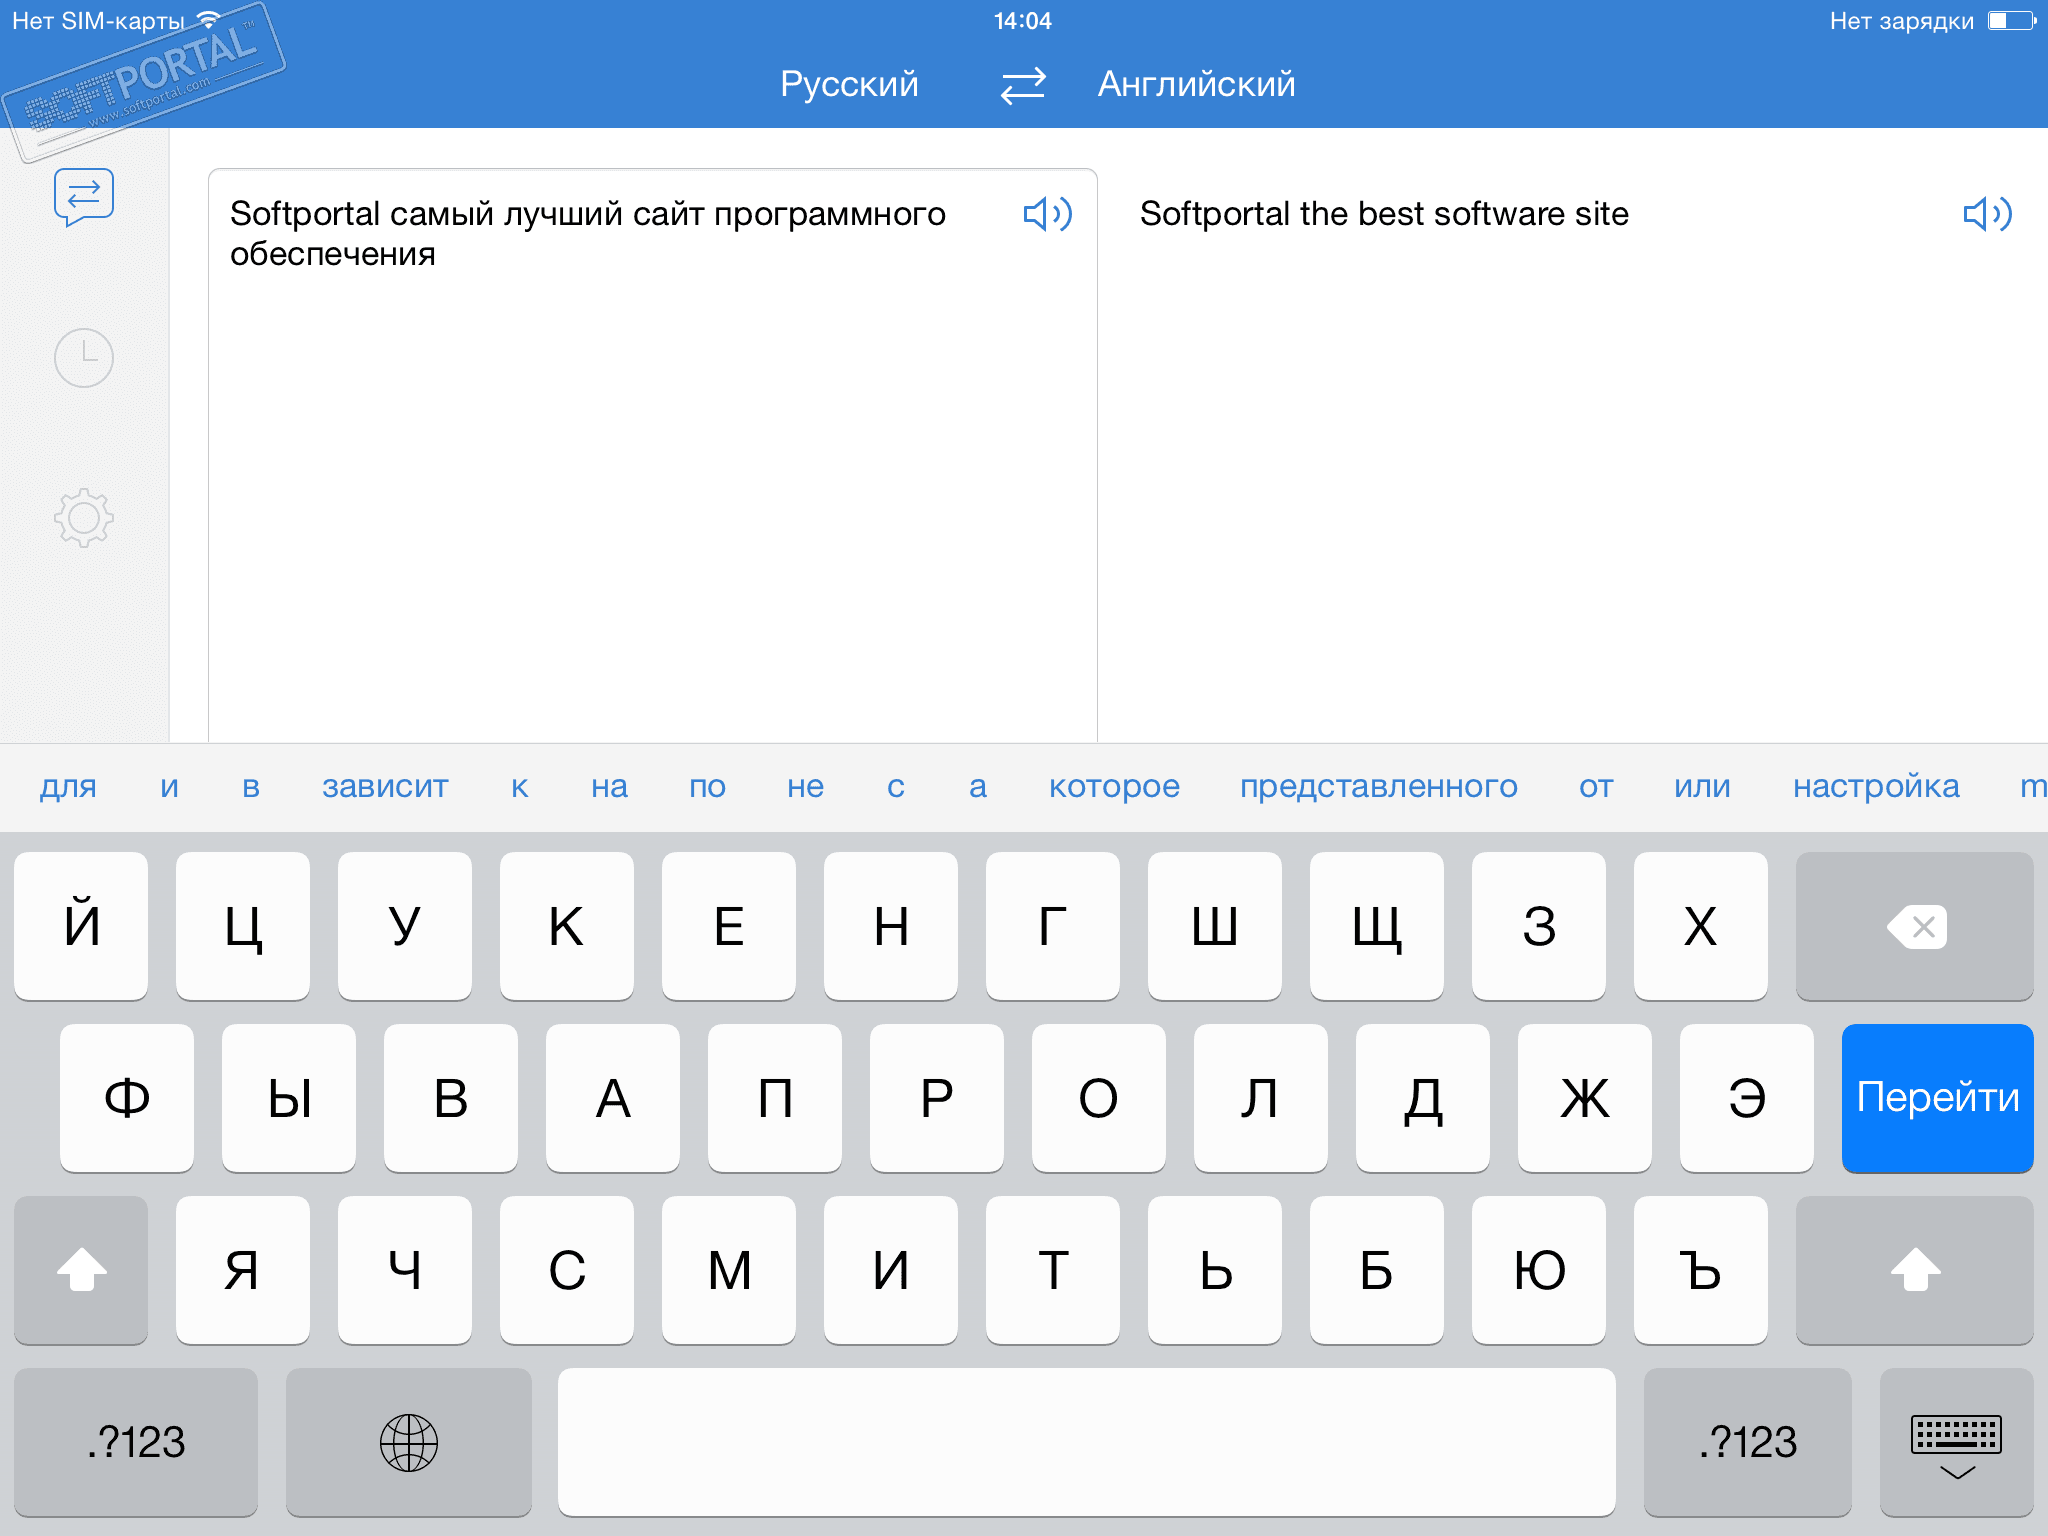 Нет SIM-карты 14:04 Нет зарядки
SOFTPORTAL™
www.softportal.com
Русский Английский
Softportal самый лучший сайт программного
обеспечения
Softportal the best software site
для и в зависит к на по не с а которое представленного от или настройка m
Й Ц У К Е Н Г Ш Щ З Х
Ф Ы В А П Р О Л Д Ж Э Перейти
Я Ч С М И Т Ь Б Ю Ъ
.?123 .?123